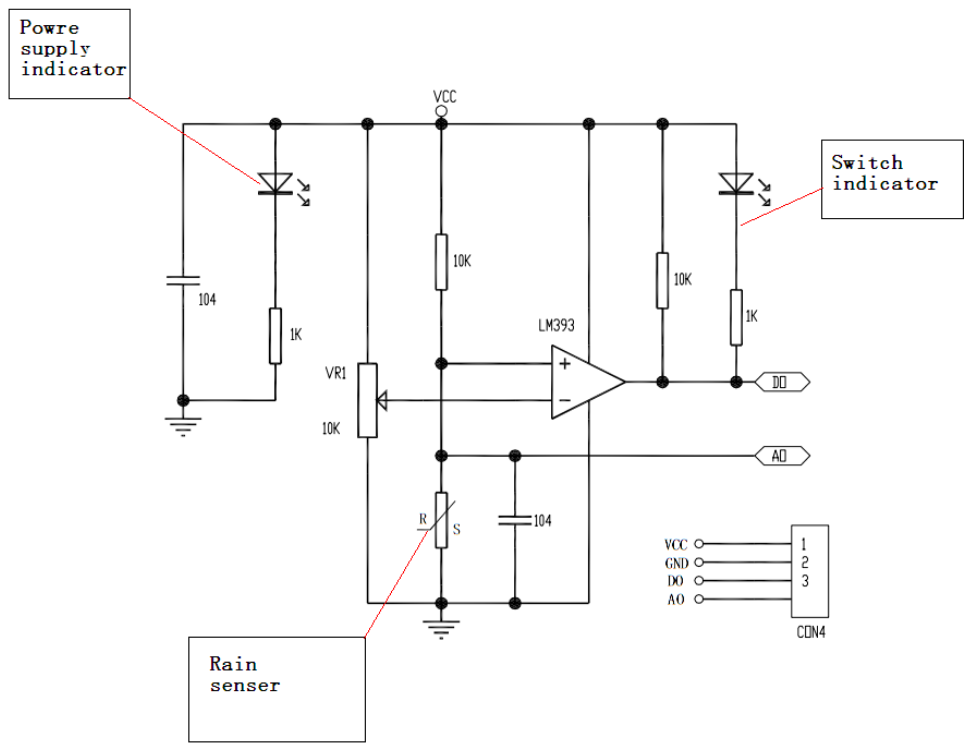 Powre
supply
indicator
VCC
Switch
indicator
10K
10K
104
1K
LM393
1K
VR1
+
DO
10K
−
AO
R
S
104
VCC
1
GND
2
DO
3
AO
CON4
Rain
senser